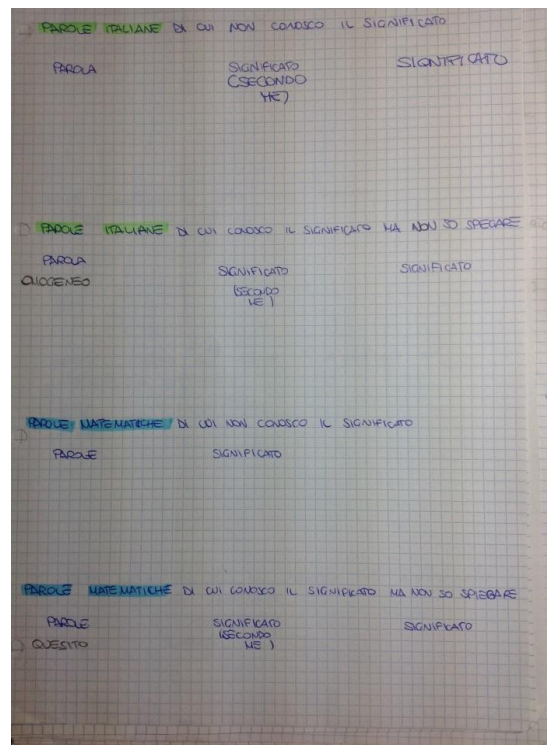 PAROLE ITALIANE DI CUI NON CONOSCO IL SIGNIFICATO
PAROLA SIGNIFICATO SIGNIFICATO
(SECONDO
ME)
PAROLE ITALIANE DI CUI CONOSCO IL SIGNIFICATO MA NON SO SPEGARE
PAROLA SIGNIFICATO SIGNIFICATO
OMOGENEO (SECONDO
ME)
PAROLE MATEMATICHE DI CUI NON CONOSCO IL SIGNIFICATO
PAROLE SIGNIFICATO
PAROLE MATEMATICHE DI CUI CONOSCO IL SIGNIFICATO MA NON SO SPIEGARE
PAROLE SIGNIFICATO SIGNIFICATO
(SECONDO
QUESITO ME)